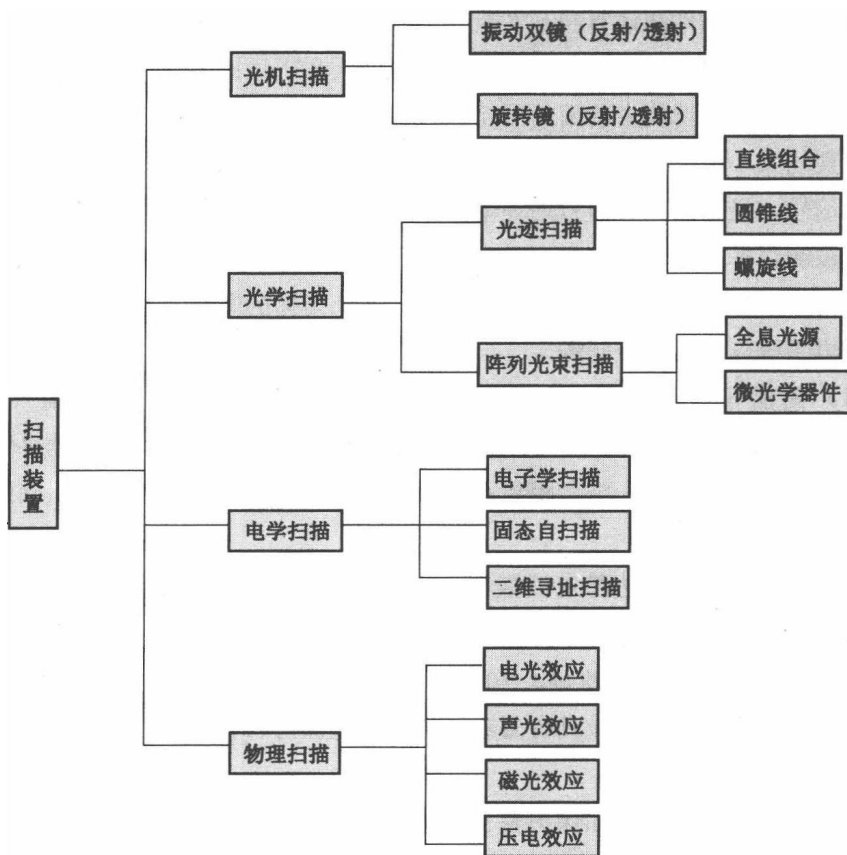 扫描装置
光机扫描
振动双镜（反射/透射）
旋转镜（反射/透射）
光学扫描
光迹扫描
直线组合
圆锥线
螺旋线
阵列光束扫描
全息光源
微光学器件
电学扫描
电子学扫描
固态自扫描
二维寻址扫描
物理扫描
电光效应
声光效应
磁光效应
压电效应